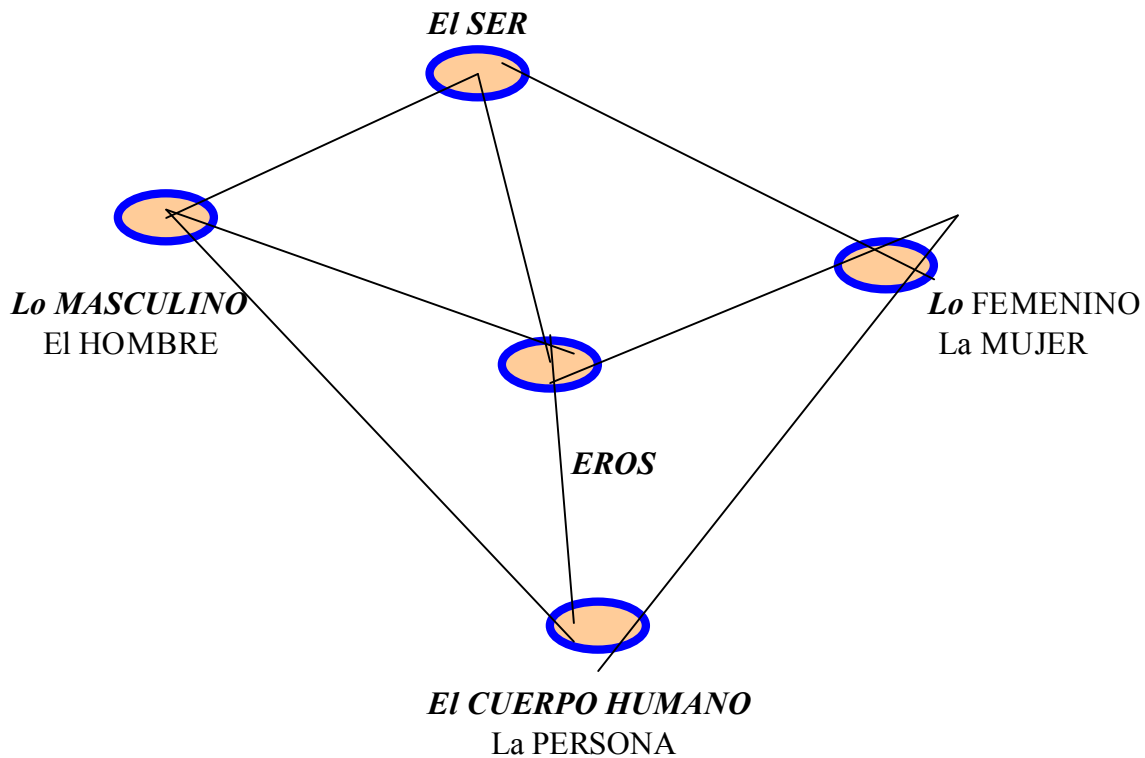 El SER
Lo MASCULINO
El HOMBRE
Lo FEMENINO
La MUJER
EROS
El CUERPO HUMANO
La PERSONA